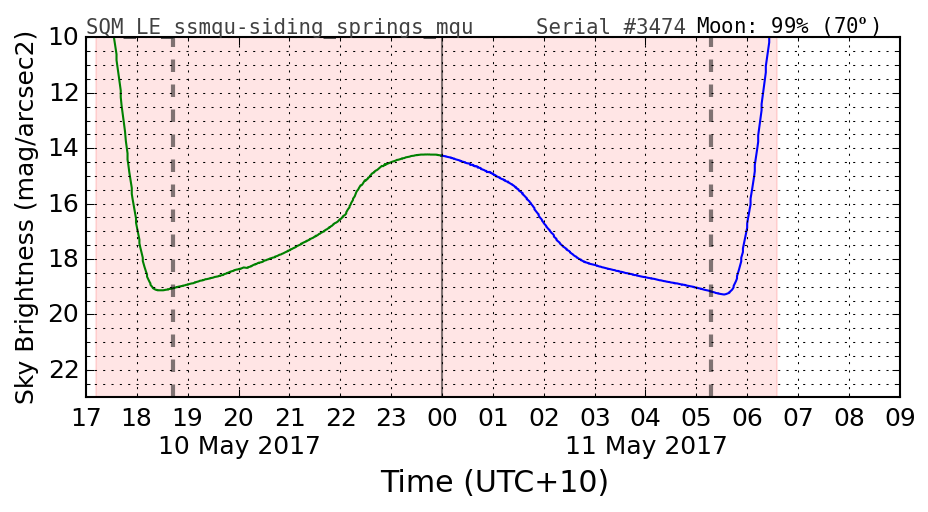 SQM_LE_ssmqu-siding_springs_mqu Serial #3474 Moon: 99% (70°)
Sky Brightness (mag/arcsec2)
10
12
14
16
18
20
22
17 18 19 20 21 22 23 00 01 02 03 04 05 06 07 08 09
10 May 2017 11 May 2017
Time (UTC+10)